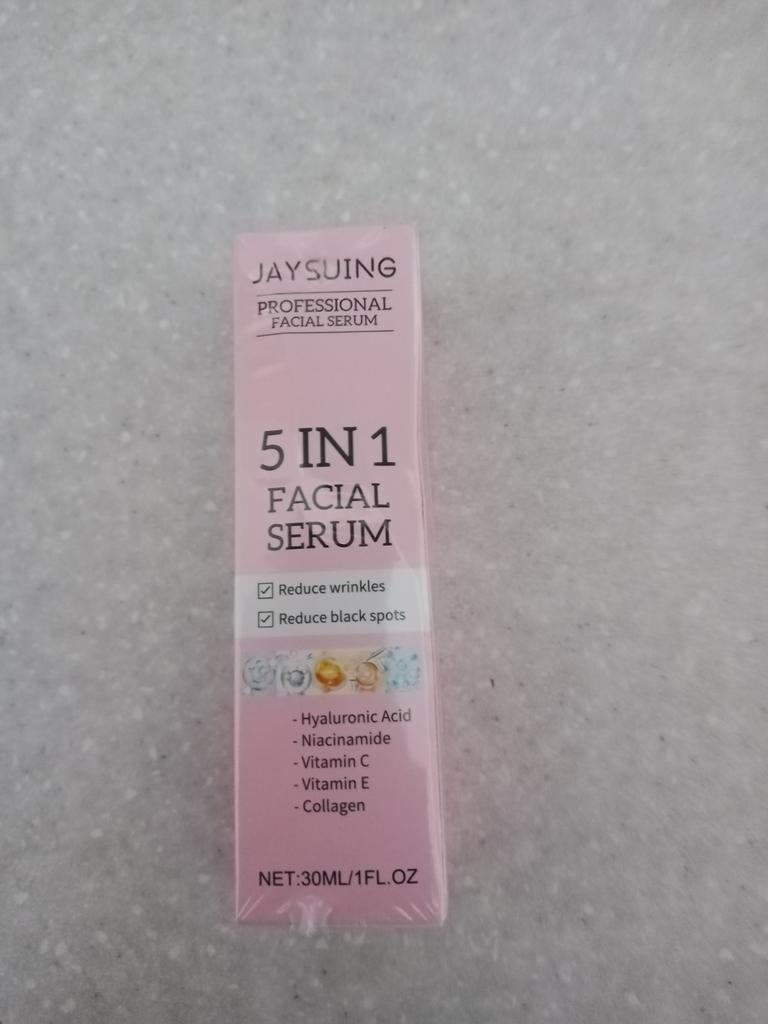 JAYSUING
PROFESSIONAL
FACIAL SERUM
5 IN 1
FACIAL
SERUM
Reduce wrinkles
Reduce black spots
- Hyaluronic Acid
- Niacinamide
- Vitamin C
- Vitamin E
- Collagen
NET:30ML/1FL.OZ